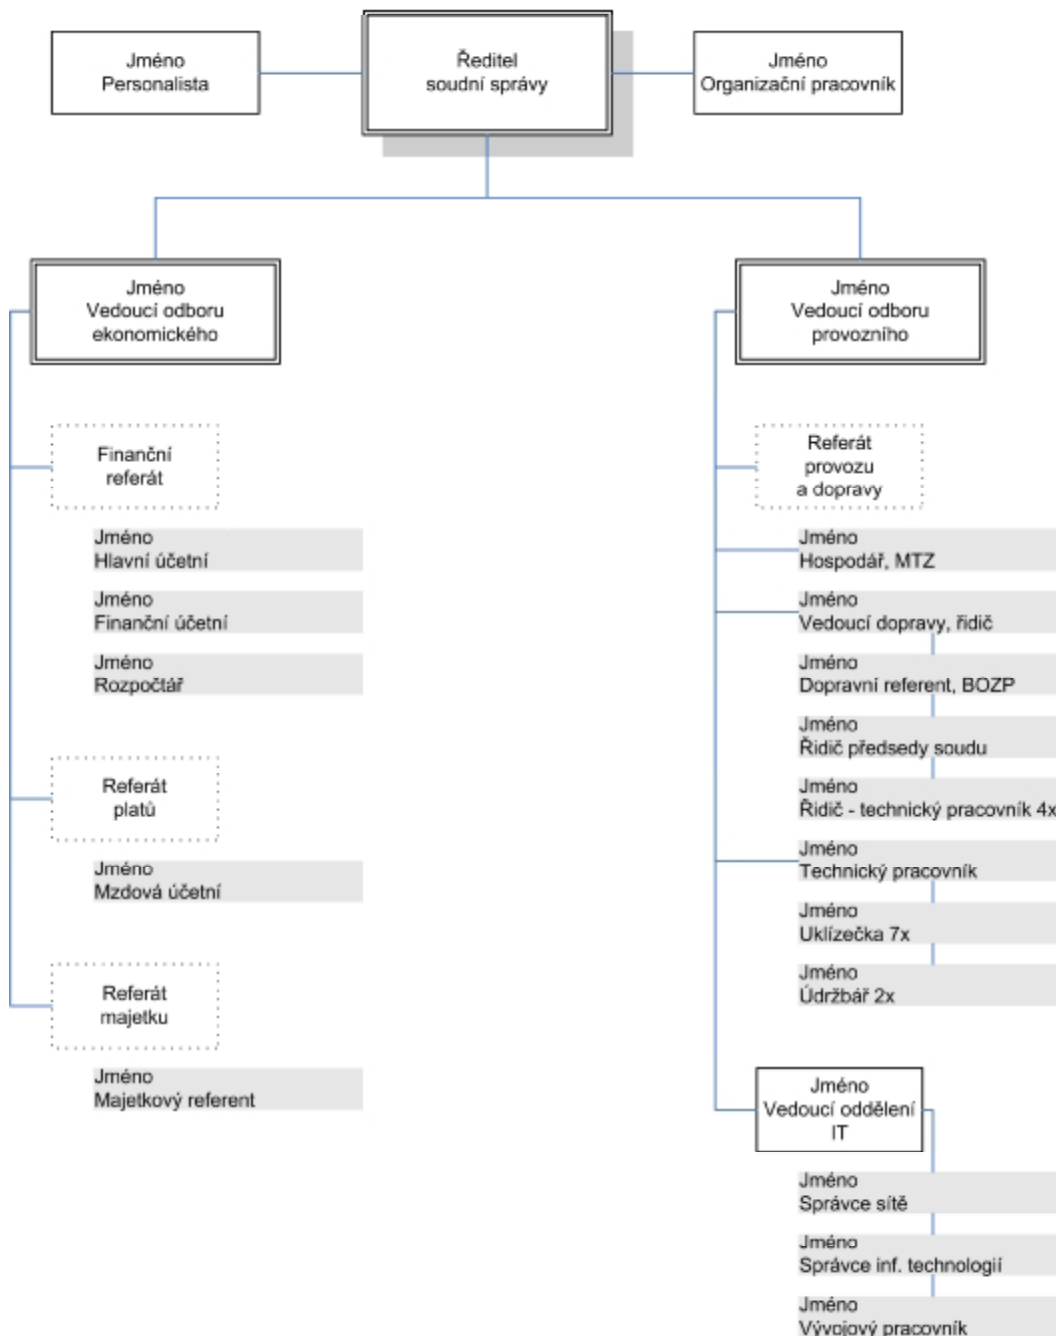 Jméno
Personalista
Ředitel
soudní správy
Jméno
Organizační pracovník
Jméno
Vedoucí odboru
ekonomického
Jméno
Vedoucí odboru
provozního
Finanční
referát
Jméno
Hlavní účetní
Jméno
Finanční účetní
Jméno
Rozpočtář
Referát
platů
Jméno
Mzdová účetní
Referát
majetku
Jméno
Majetkový referent
Referát
provozu
a dopravy
Jméno
Hospodář, MTZ
Jméno
Vedoucí dopravy, řidič
Jméno
Dopravní referent, BOZP
Jméno
Řidič předsedy soudu
Jméno
Řidič - technický pracovník 4x
Jméno
Technický pracovník
Jméno
Uklízečka 7x
Jméno
Údržbář 2x
Jméno
Vedoucí oddělení
IT
Jméno
Správce sítě
Jméno
Správce inf. technologií
Jméno
Vývojový pracovník